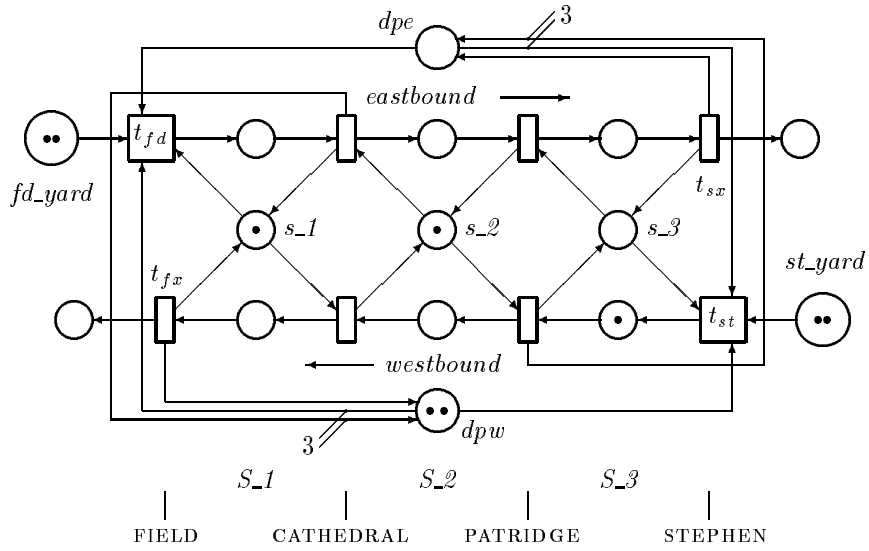 dpe
3
eastbound
t_fd
fd_yard
t_sx
s_1
s_2
s_3
st_yard
t_fx
t_st
westbound
3
dpw
S_1 S_2 S_3
FIELD CATHEDRAL PATRIDGE STEPHEN